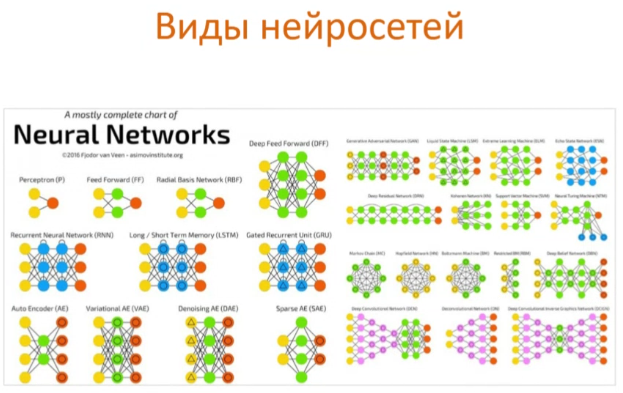 Виды нейросетей
A mostly complete chart of
Neural Networks
©2016 Fjodor van Veen - asimovinstitute.org
Deep Feed Forward (DFF)
Perceptron (P) Feed Forward (FF) Radial Basis Network (RBF)
Recurrent Neural Network (RNN) Long / Short Term Memory (LSTM) Gated Recurrent Unit (GRU)
Auto Encoder (AE) Variational AE (VAE) Denoising AE (DAE) Sparse AE (SAE)
Generative Adversarial Network (GAN) Liquid State Machine (LSM) Extreme Learning Machine (ELM) Echo State Network (ESN)
Deep Residual Network (DRN) Kohonen Network (KN) Support Vector Machine (SVM) Neural Turing Machine (NTM)
Markov Chain (MC) Hopfield Network (HN) Boltzmann Machine (BM) Restricted BM (RBM) Deep Belief Network (DBN)
Deep Convolutional Network (DCN) Deconvolutional Network (DN) Deep Convolutional Inverse Graphics Network (DCIGN)